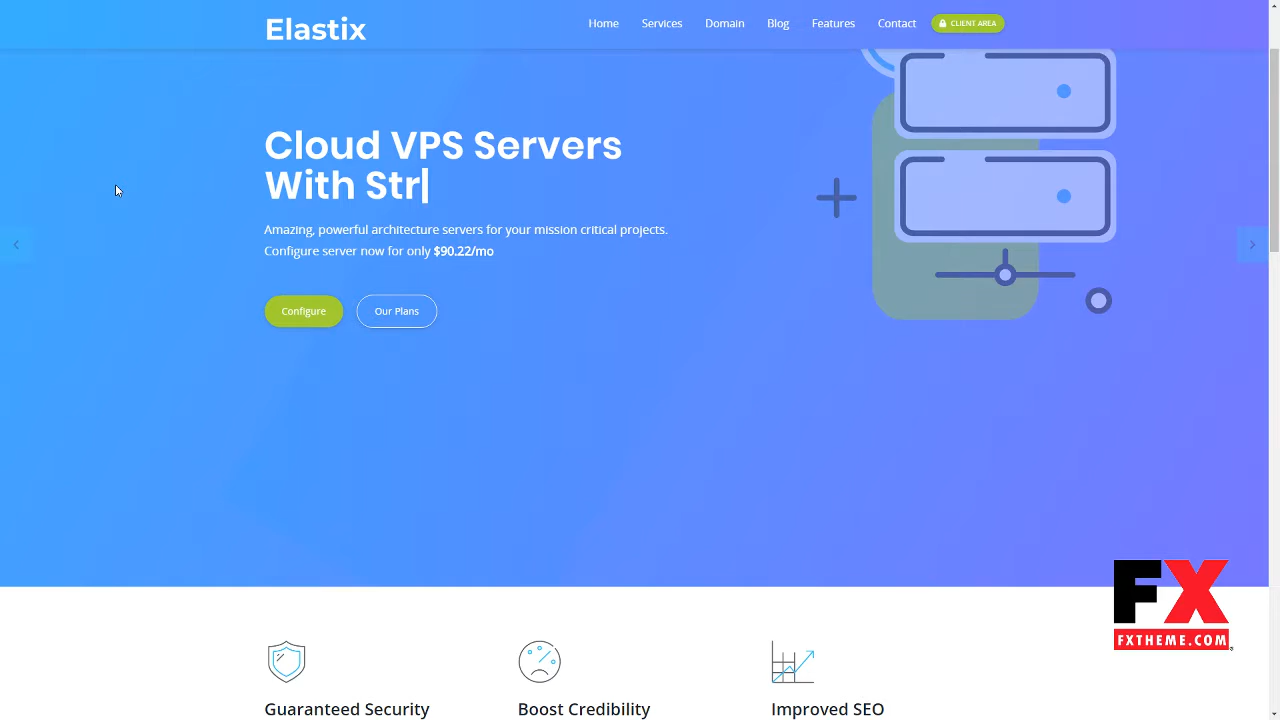 Elastix
Home Services Domain Blog Features Contact CLIENT AREA
Cloud VPS Servers
With Str|
Amazing, powerful architecture servers for your mission critical projects.
Configure server now for only $90.22/mo
Configure Our Plans
FX
FXTHEME.COM
Guaranteed Security Boost Credibility Improved SEO